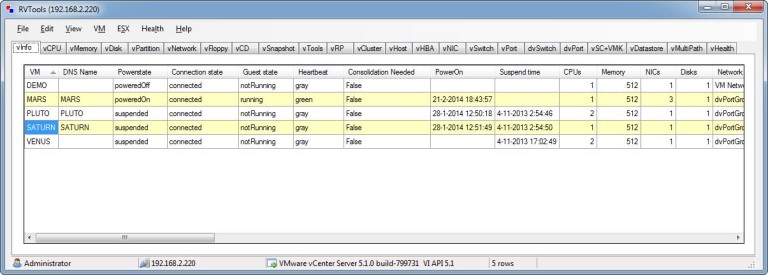 RVTools (192.168.2.220)
File Edit View VM ESX Health Help
vInfo vCPU vMemory vDisk vPartition vNetwork vFloppy vCD vSnapshot vTools vRP vCluster vHost vHBA vNIC vSwitch vPort dvSwitch dvPort vSC+VMK vDatastore vMultiPath vHealth
VM DNS Name Powerstate Connection state Guest state Heartbeat Consolidation Needed PowerOn Suspend time CPUs Memory NICs Disks Network
DEMO poweredOff connected notRunning gray False 1 512 1 1 VM Netwo
MARS MARS poweredOn connected running green False 21-2-2014 18:43:57 1 512 3 1 dvPortGro
PLUTO PLUTO suspended connected notRunning gray False 28-1-2014 12:50:18 4-11-2013 2:54:46 2 512 1 1 dvPortGro
SATURN SATURN suspended connected notRunning gray False 28-1-2014 12:51:49 4-11-2013 2:54:50 1 512 1 1 dvPortGro
VENUS suspended connected notRunning gray False 4-11-2013 17:02:49 2 512 1 1 dvPortGro
Administrator 192.168.2.220 VMware vCenter Server 5.1.0 build-799731 VI API 5.1 5 rows